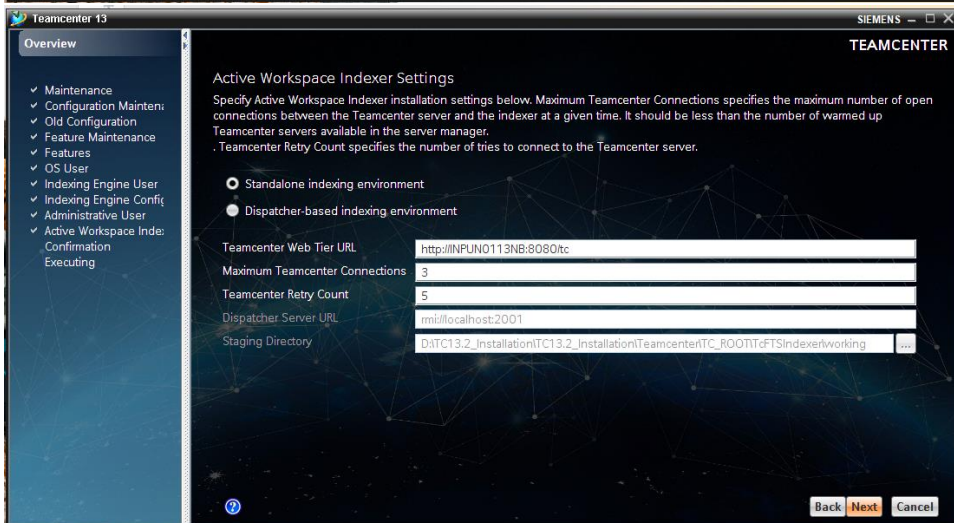 Teamcenter 13
SIEMENS
Overview
TEAMCENTER
Maintenance
Configuration Maintena
Old Configuration
Feature Maintenance
Features
OS User
Indexing Engine User
Indexing Engine Config
Administrative User
Active Workspace Index
Confirmation
Executing
Active Workspace Indexer Settings
Specify Active Workspace Indexer installation settings below. Maximum Teamcenter Connections specifies the maximum number of open
connections between the Teamcenter server and the indexer at a given time. It should be less than the number of warmed up
Teamcenter servers available in the server manager.
. Teamcenter Retry Count specifies the number of tries to connect to the Teamcenter server.
Standalone indexing environment
Dispatcher-based indexing environment
Teamcenter Web Tier URL http://INPUN0113NB:8080/tc
Maximum Teamcenter Connections 3
Teamcenter Retry Count 5
Dispatcher Server URL rmi://localhost:2001
Staging Directory D:\TC13.2_Installation\TC13.2_Installation\Teamcenter\TC_ROOT\TcFTSIndexer\working ...
? Back Next Cancel